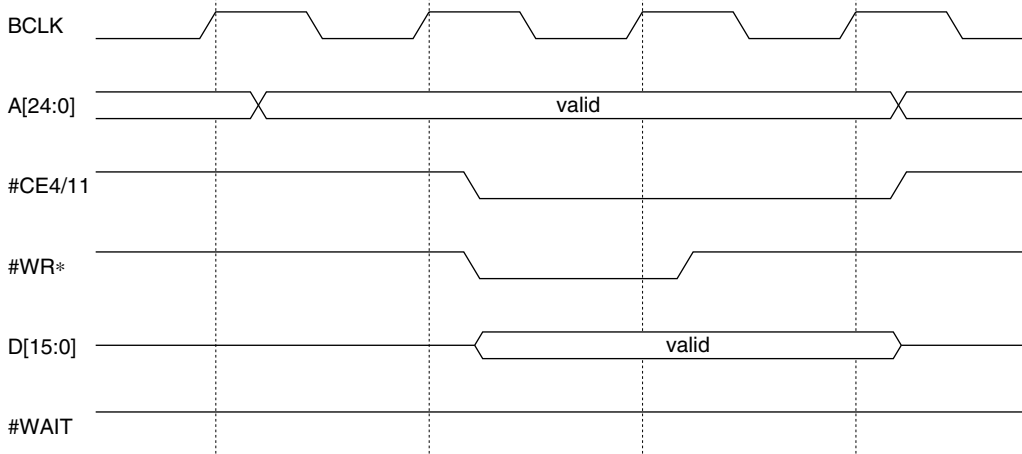 BCLK
A[24:0] valid
#CE4/11
#WR*
D[15:0] valid
#WAIT